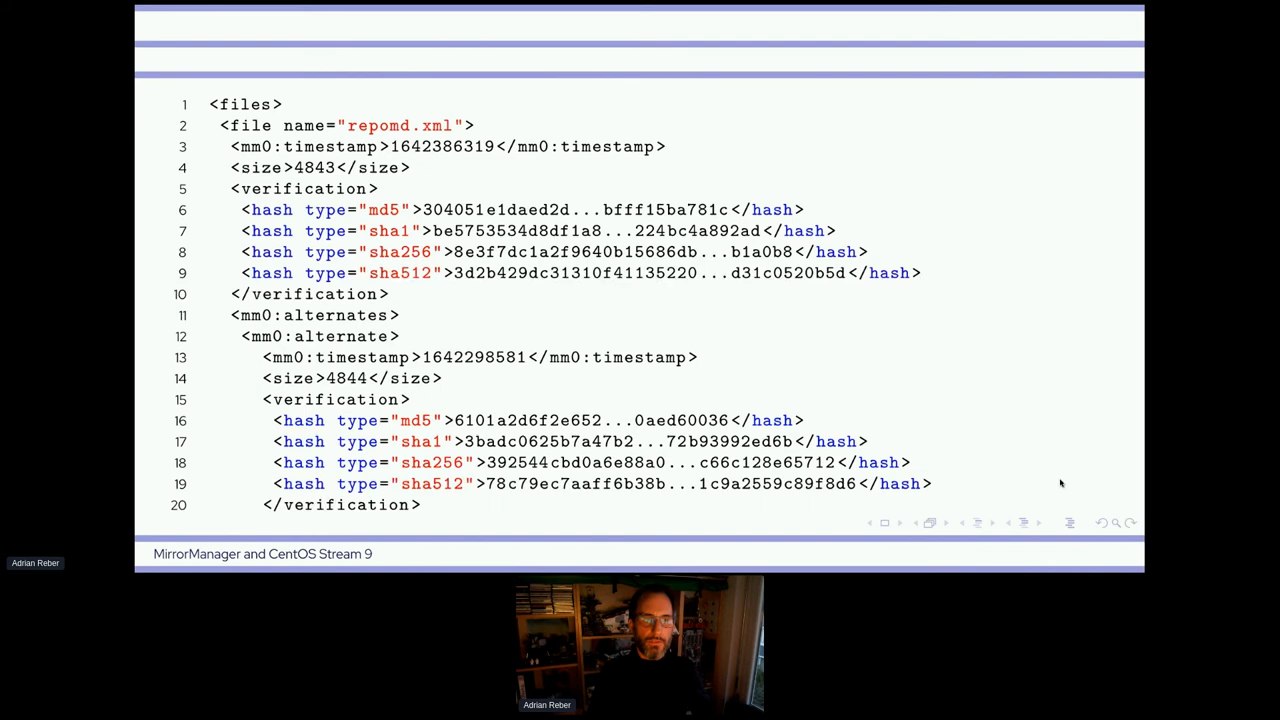 1 <files>
2 <file name="repomd.xml">
3 <mm0:timestamp>1642386319</mm0:timestamp>
4 <size>4843</size>
5 <verification>
6 <hash type="md5">304051e1daed2d...bfff15ba781c</hash>
7 <hash type="sha1">be5753534d8df1a8...224bc4a892ad</hash>
8 <hash type="sha256">8e3f7dc1a2f9640b15686db...b1a0b8</hash>
9 <hash type="sha512">3d2b429dc31310f41135220...d31c0520b5d</hash>
10 </verification>
11 <mm0:alternates>
12 <mm0:alternate>
13 <mm0:timestamp>1642298581</mm0:timestamp>
14 <size>4844</size>
15 <verification>
16 <hash type="md5">6101a2d6f2e652...0aed60036</hash>
17 <hash type="sha1">3badc0625b7a47b2...72b93992ed6b</hash>
18 <hash type="sha256">392544cbd0a6e88a0...c66c128e65712</hash>
19 <hash type="sha512">78c79ec7aaff6b38b...1c9a2559c89f8d6</hash>
20 </verification>
MirrorManager and CentOS Stream 9
Adrian Reber
Adrian Reber